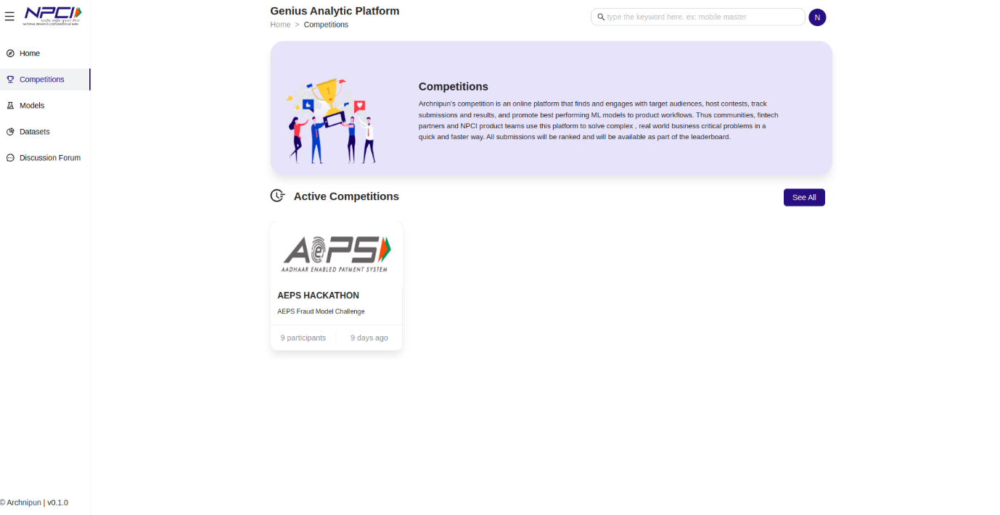 NPCI
NATIONAL PAYMENTS CORPORATION OF INDIA
Genius Analytic Platform
Home > Competitions
type the keyword here. ex: mobile master
N
Home
Competitions
Models
Datasets
Discussion Forum
1
Competitions
Archnipun's competition is an online platform that finds and engages with target audiences, host contests, track
submissions and results, and promote best performing ML models to product workflows. Thus communities, fintech
partners and NPCI product teams use this platform to solve complex , real world business critical problems in a
quick and faster way. All submissions will be ranked and will be available as part of the leaderboard.
Active Competitions
See All
AePS
AADHAAR ENABLED PAYMENT SYSTEM
AEPS HACKATHON
AEPS Fraud Model Challenge
9 participants
9 days ago
© Archnipun | v0.1.0